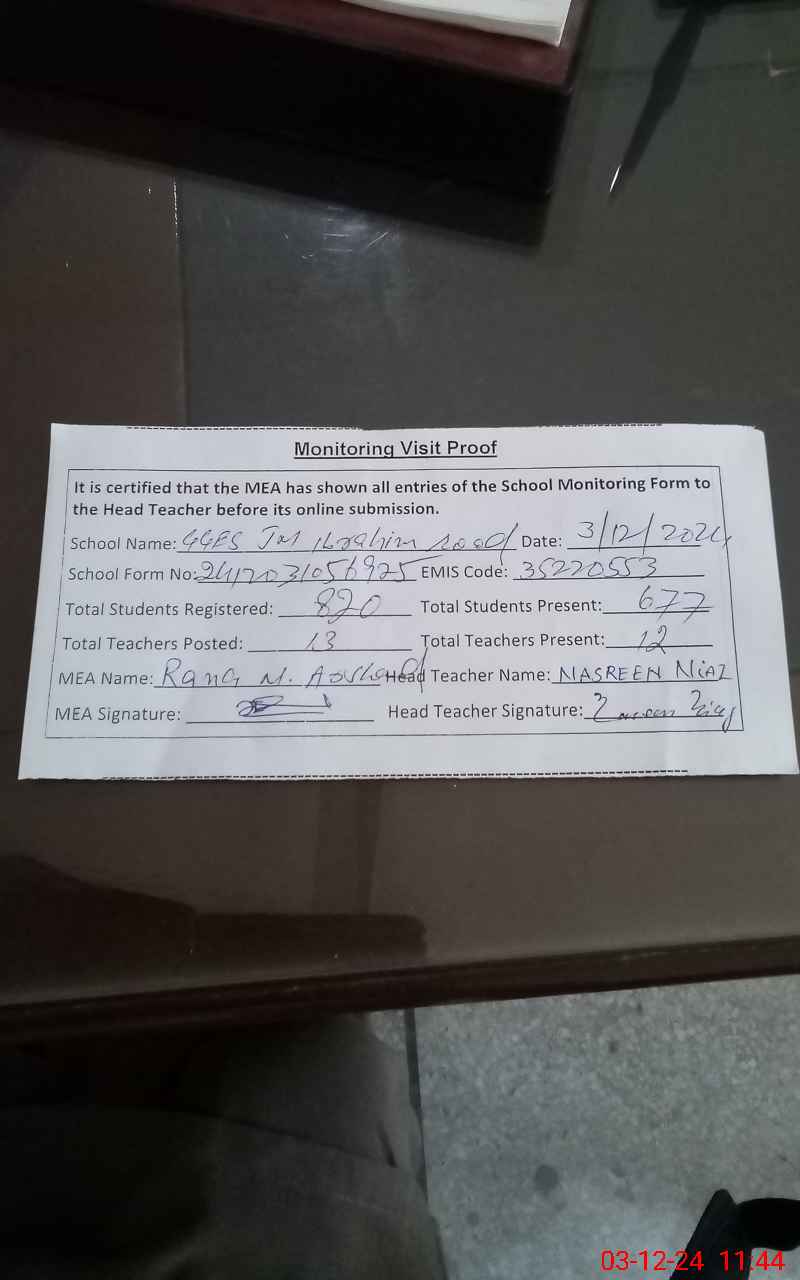 Monitoring Visit Proof
It is certified that the MEA has shown all entries of the School Monitoring Form to
the Head Teacher before its online submission.
School Name: GGES Ibrahim Road Date: 3/12/2024
School Form No: 2412031056925 EMIS Code: 35220553
Total Students Registered: 820 Total Students Present: 677
Total Teachers Posted: 13 Total Teachers Present: 12
MEA Name: Rana M. Head Teacher Name: NASREEN NIAZ
MEA Signature: Head Teacher Signature:
03-12-24 11:44